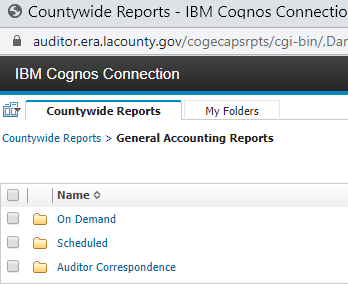 Countywide Reports - IBM Cognos Connectio
auditor.era.lacounty.gov/cogecapsrpts/cgi-bin/,Dar
IBM Cognos Connection
Countywide Reports My Folders
Countywide Reports > General Accounting Reports
Name
On Demand
Scheduled
Auditor Correspondence